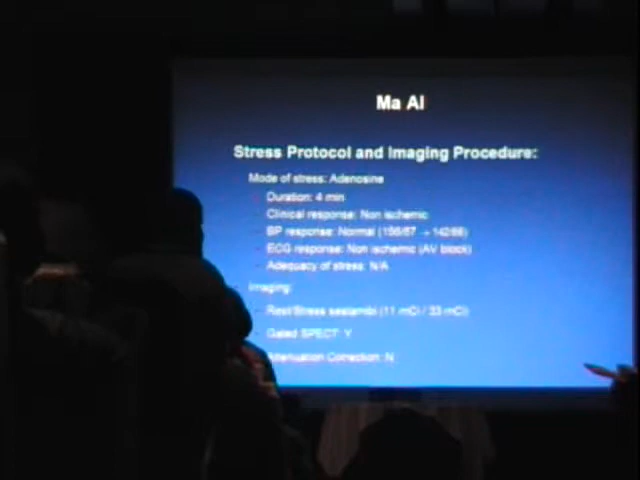 Ma Al
Stress Protocol and Imaging Procedure:
Mode of stress: Adenosine
Duration: 4 min
Clinical response: Non ischemic
BP response: Normal (156/67 → 142/68)
ECG response: Non ischemic (AV block)
Adequacy of stress: N/A
Imaging:
Rest/Stress sestamibi (11 mCi / 33 mCi)
Gated SPECT: Y
Attenuation Correction: N